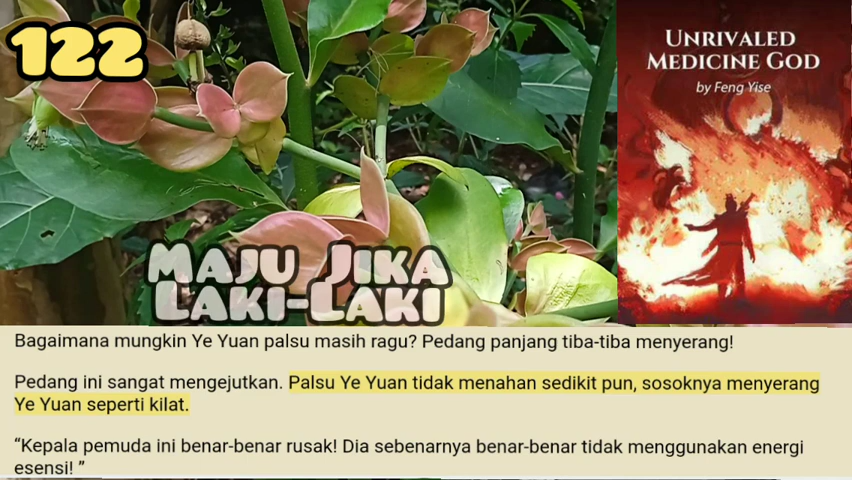 122
UNRIVALED
MEDICINE GOD
by Feng Yise
MAJU JIKA
LAKI-LAKI
Bagaimana mungkin Ye Yuan palsu masih ragu? Pedang panjang tiba-tiba menyerang!
Pedang ini sangat mengejutkan. Palsu Ye Yuan tidak menahan sedikit pun, sosoknya menyerang
Ye Yuan seperti kilat.
“Kepala pemuda ini benar-benar rusak! Dia sebenarnya benar-benar tidak menggunakan energi
esensi! ”